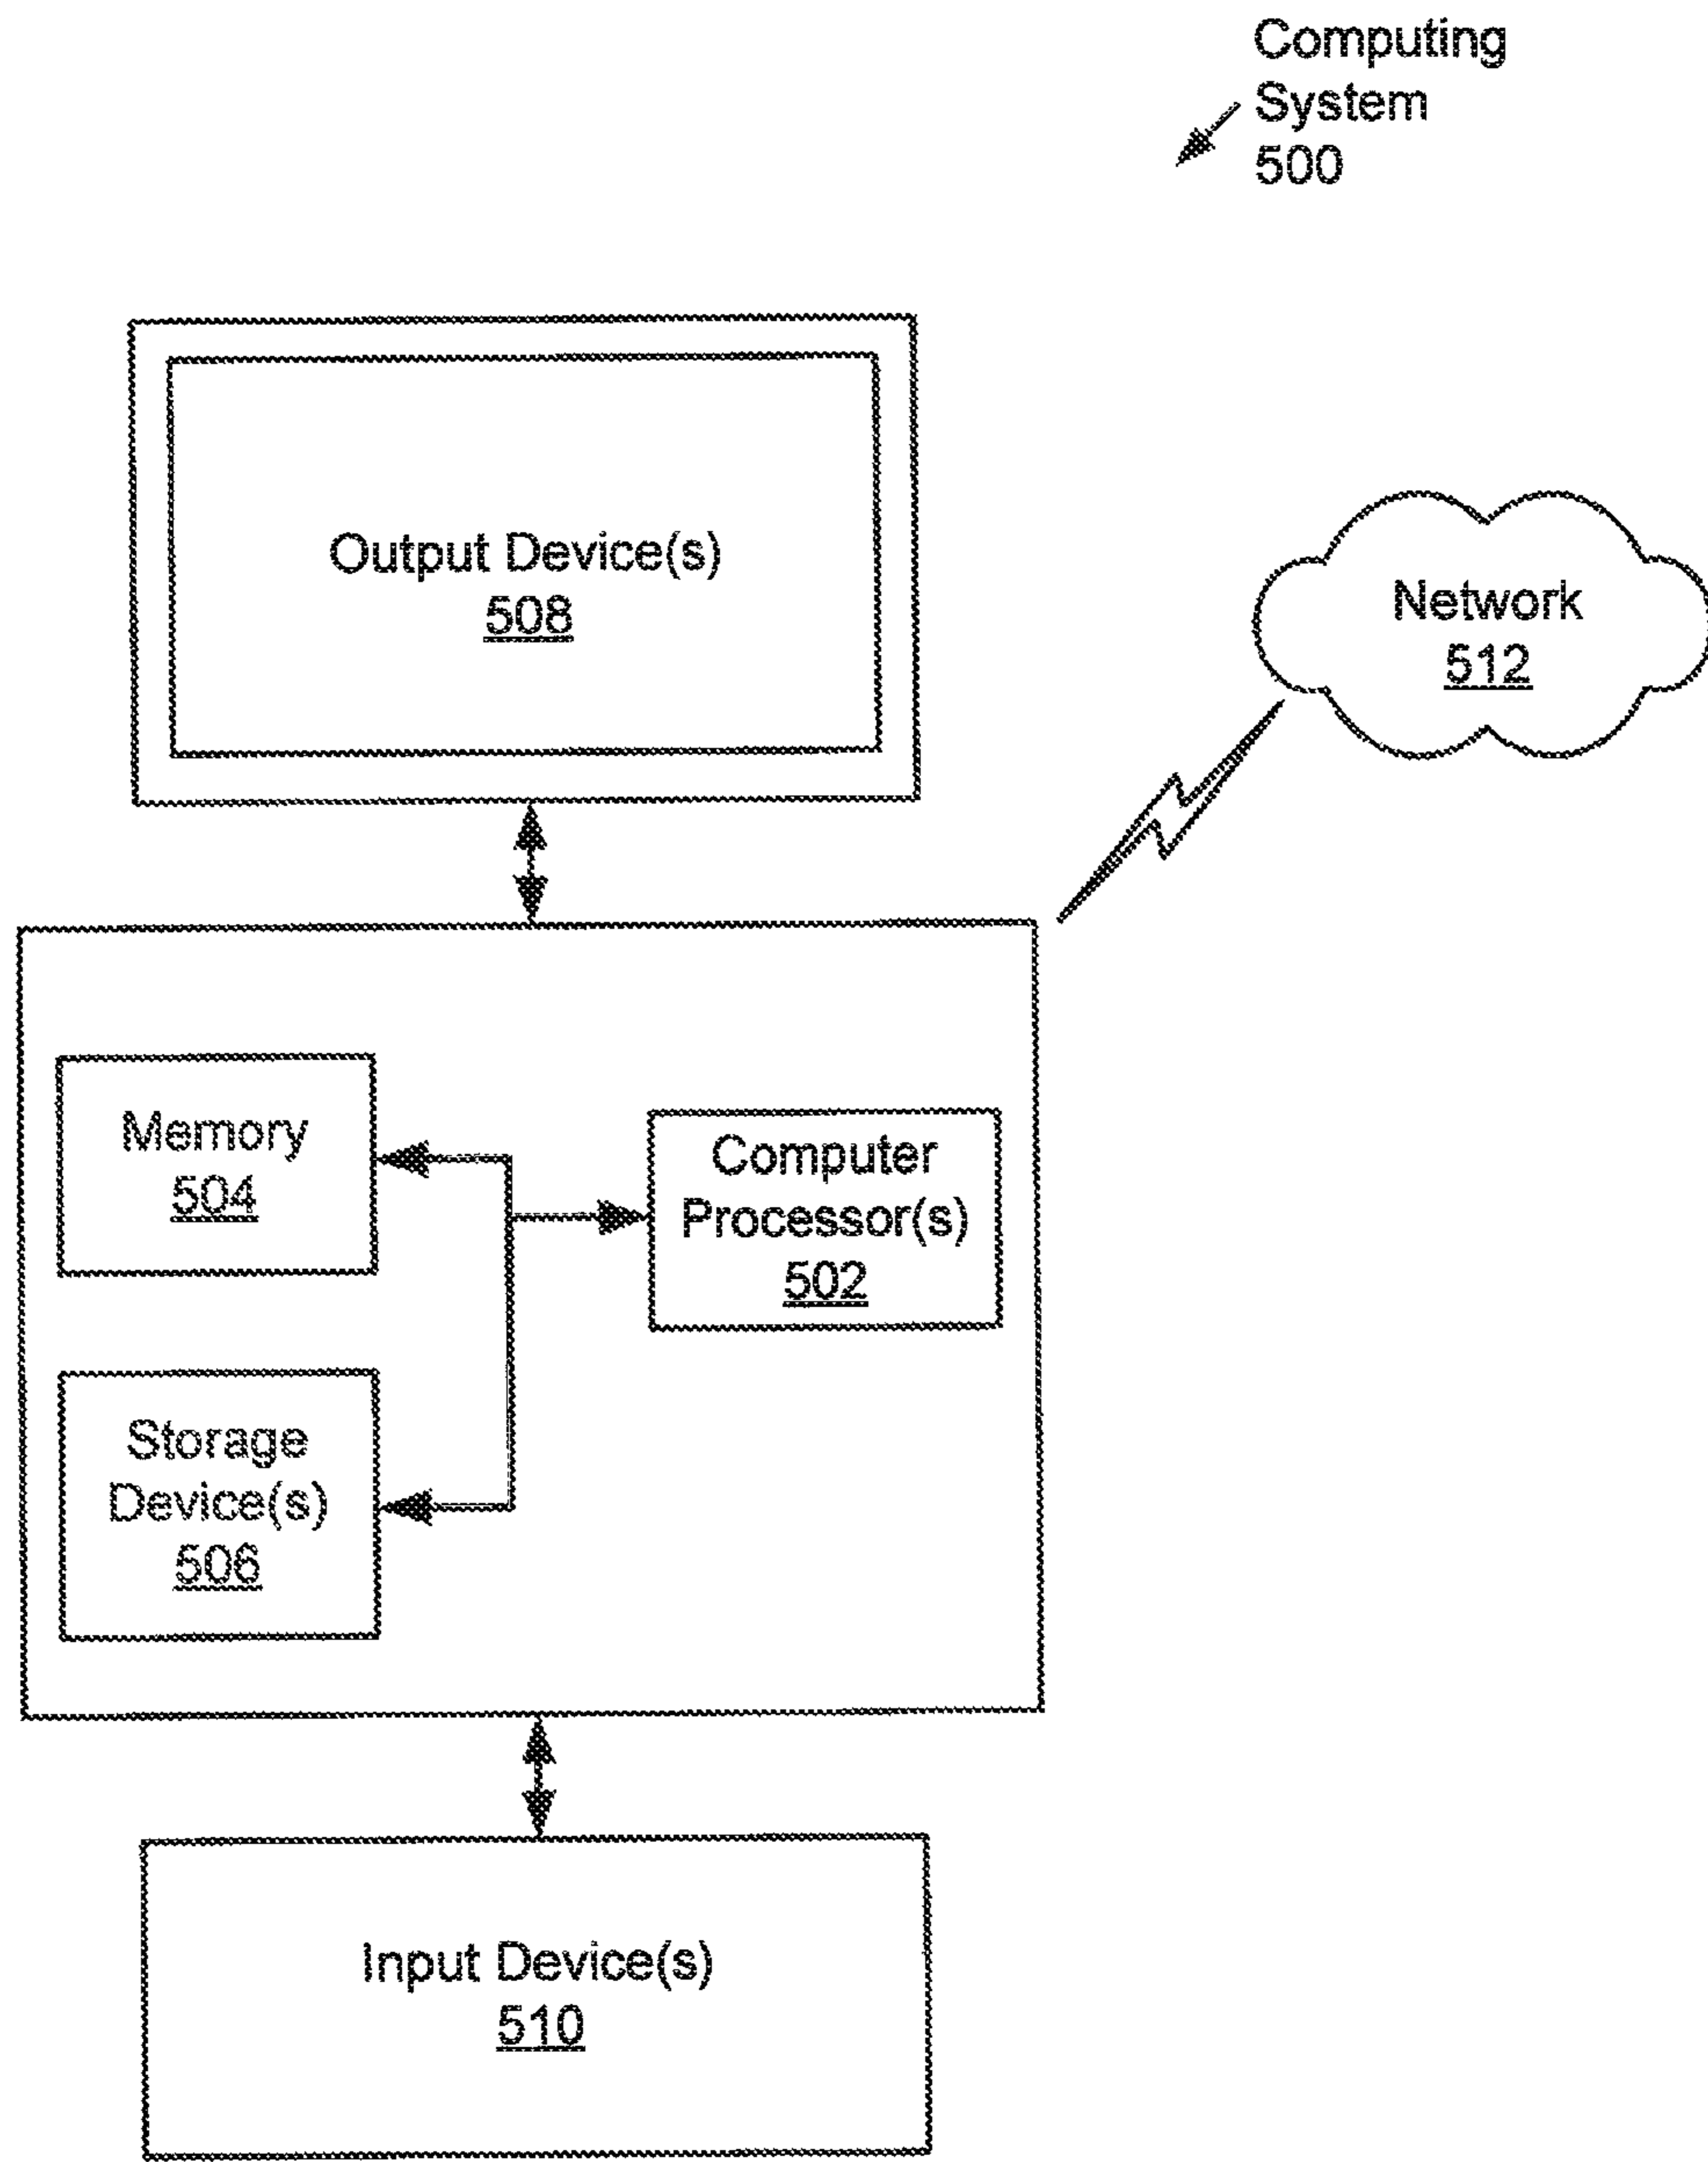 Computing
System
500
Output Device(s)
508
Network
512
Memory
504
Computer
Processor(s)
502
Storage
Device(s)
506
Input Device(s)
510